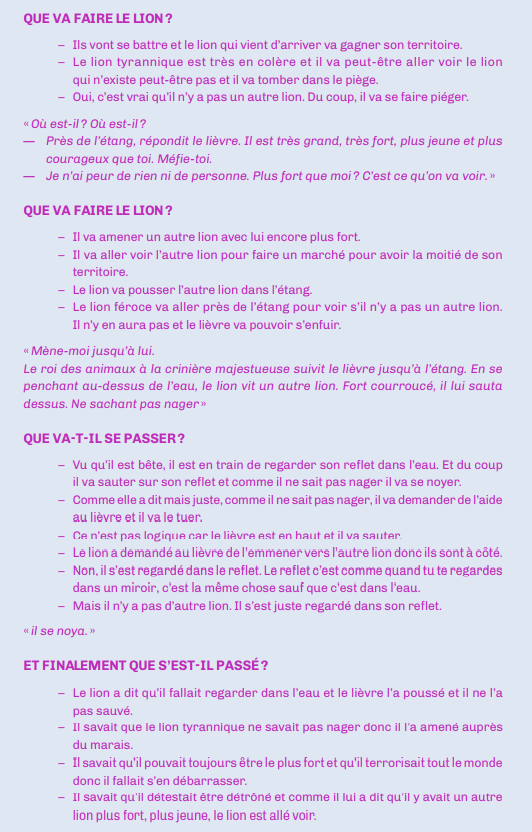 QUE VA FAIRE LE LION ?
– Ils vont se battre et le lion qui vient d'arriver va gagner son territoire.
– Le lion tyrannique est très en colère et il va peut-être aller voir le lion
qui n'existe peut-être pas et il va tomber dans le piège.
– Oui, c'est vrai qu'il n'y a pas un autre lion. Du coup, il va se faire piéger.
« Où est-il ? Où est-il ?
— Près de l'étang, répondit le lièvre. Il est très grand, très fort, plus jeune et plus
courageux que toi. Méfie-toi.
— Je n'ai peur de rien ni de personne. Plus fort que moi ? C'est ce qu'on va voir. »
QUE VA FAIRE LE LION ?
– Il va amener un autre lion avec lui encore plus fort.
– Il va aller voir l'autre lion pour faire un marché pour avoir la moitié de son
territoire.
– Le lion va pousser l'autre lion dans l'étang.
– Le lion féroce va aller près de l'étang pour voir s'il n'y a pas un autre lion.
Il n'y en aura pas et le lièvre va pouvoir s'enfuir.
« Mène-moi jusqu'à lui.
Le roi des animaux à la crinière majestueuse suivit le lièvre jusqu'à l'étang. En se
penchant au-dessus de l'eau, le lion vit un autre lion. Fort courroucé, il lui sauta
dessus. Ne sachant pas nager »
QUE VA-T-IL SE PASSER ?
– Vu qu'il est bête, il est en train de regarder son reflet dans l'eau. Et du coup
il va sauter sur son reflet et comme il ne sait pas nager il va se noyer.
– Comme elle a dit mais juste, comme il ne sait pas nager, il va demander de l'aide
au lièvre et il va le tuer.
– Ce n'est pas logique car le lièvre est en haut et il va sauter.
– Le lion a demandé au lièvre de l'emmener vers l'autre lion donc ils sont à côté.
– Non, il s'est regardé dans le reflet. Le reflet c'est comme quand tu te regardes
dans un miroir, c'est la même chose sauf que c'est dans l'eau.
– Mais il n'y a pas d'autre lion. Il s'est juste regardé dans son reflet.
« il se noya. »
ET FINALEMENT QUE S'EST-IL PASSÉ ?
– Le lion a dit qu'il fallait regarder dans l'eau et le lièvre l'a poussé et il ne l'a
pas sauvé.
– Il savait que le lion tyrannique ne savait pas nager donc il l'a amené auprès
du marais.
– Il savait qu'il pouvait toujours être le plus fort et qu'il terrorisait tout le monde
donc il fallait s'en débarrasser.
– Il savait qu'il détestait être détrôné et comme il lui a dit qu'il y avait un autre
lion plus fort, plus jeune, le lion est allé voir.